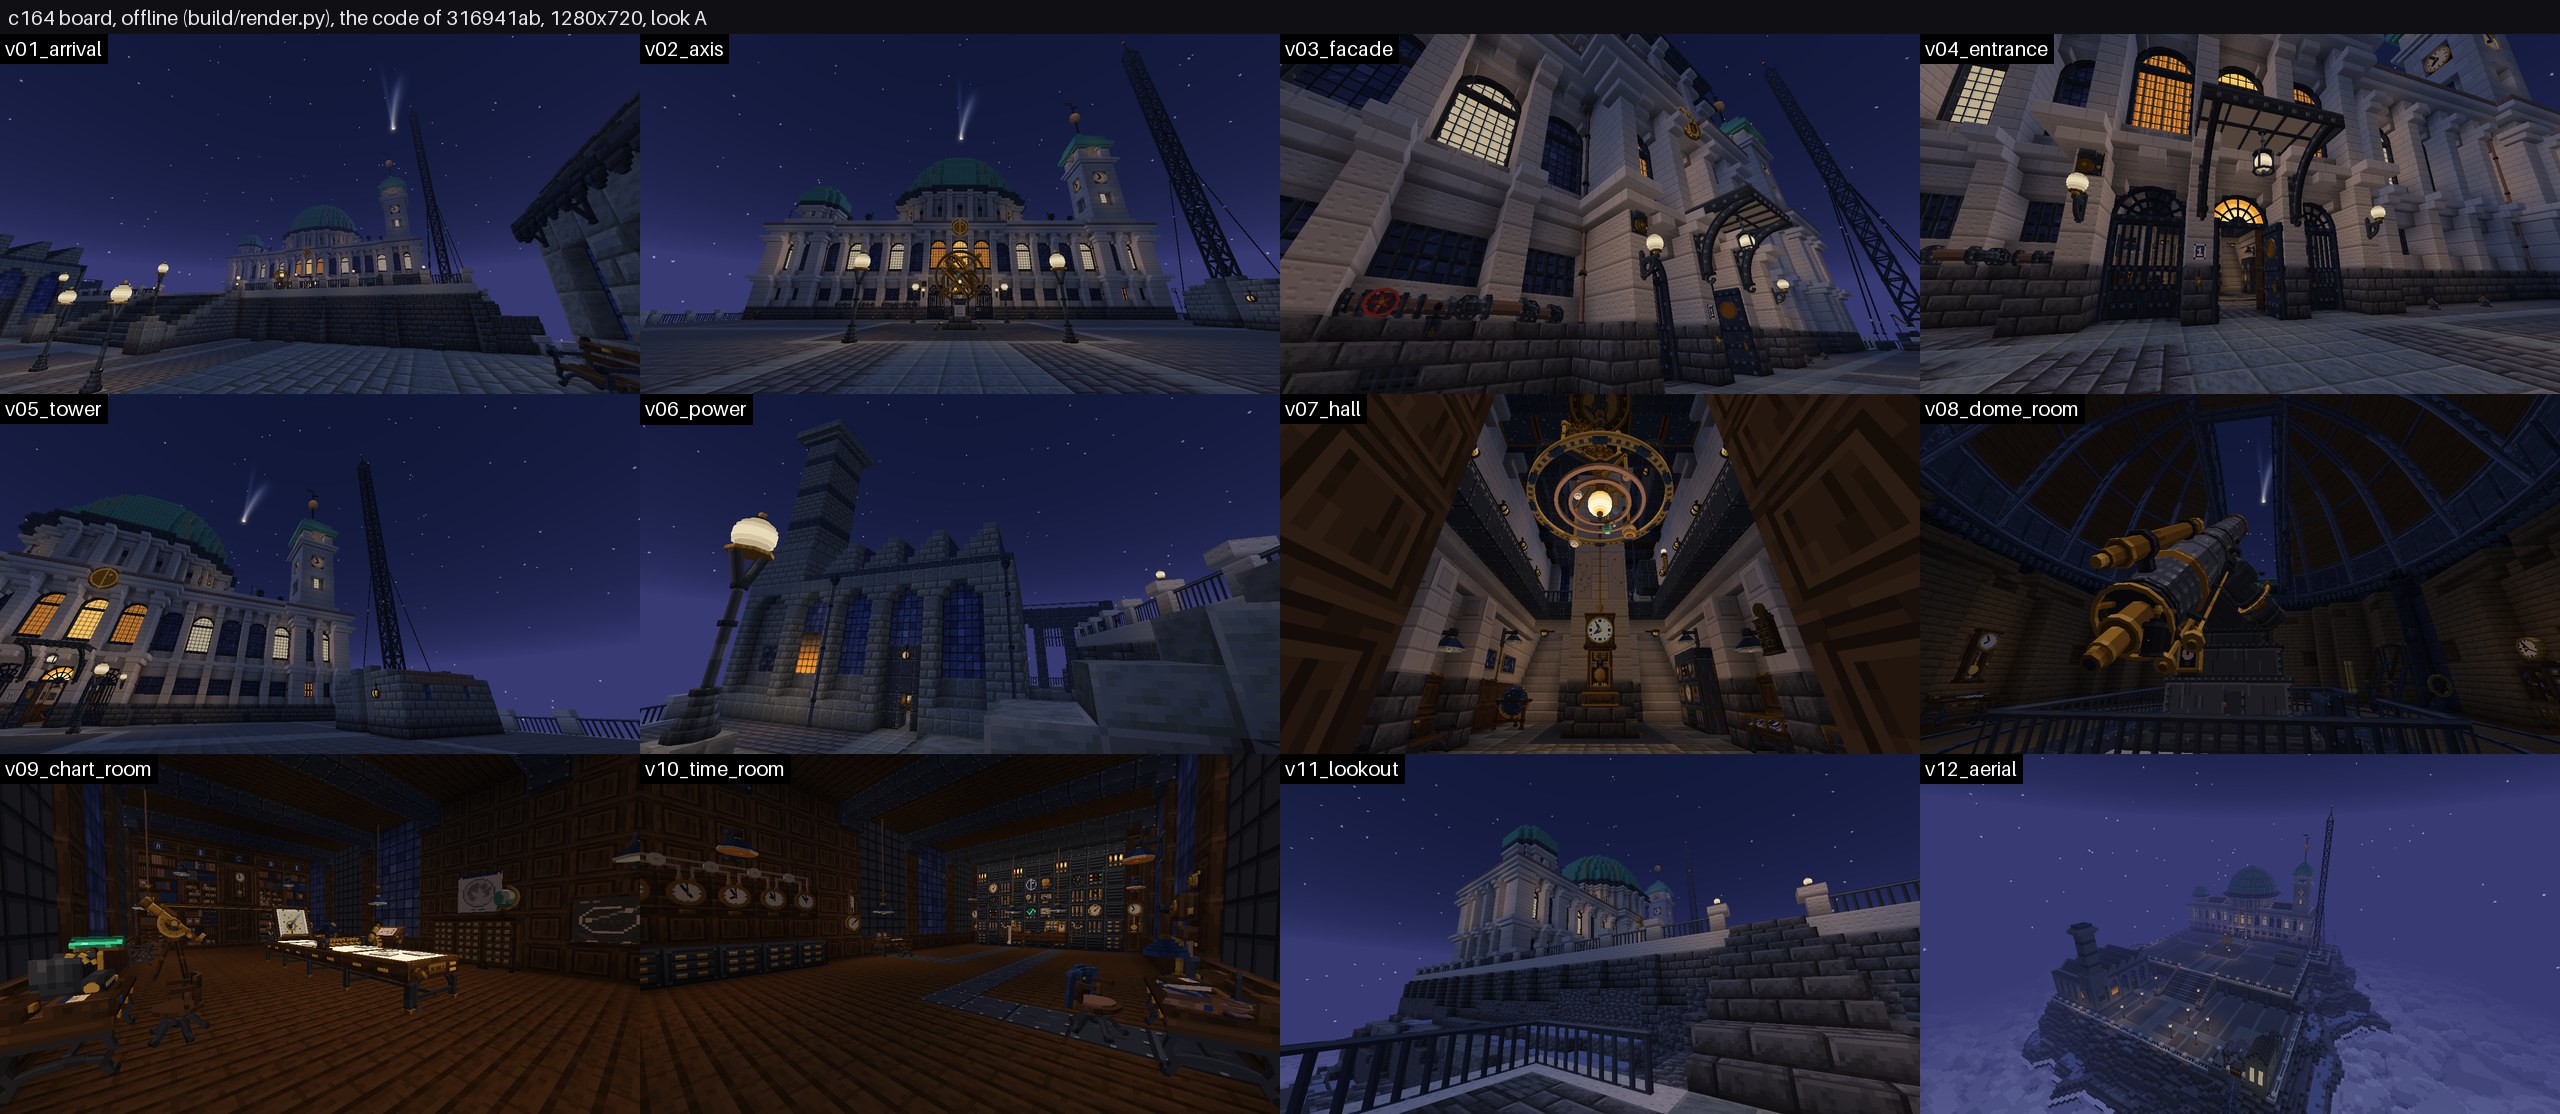 c164 board, offline (build/render.py), the code of 316941ab, 1280x720, look A
v01_arrival
v02_axis
v03_facade
v04_entrance
v05_tower
v06_power
v07_hall
v08_dome_room
v09_chart_room
v10_time_room
v11_lookout
v12_aerial